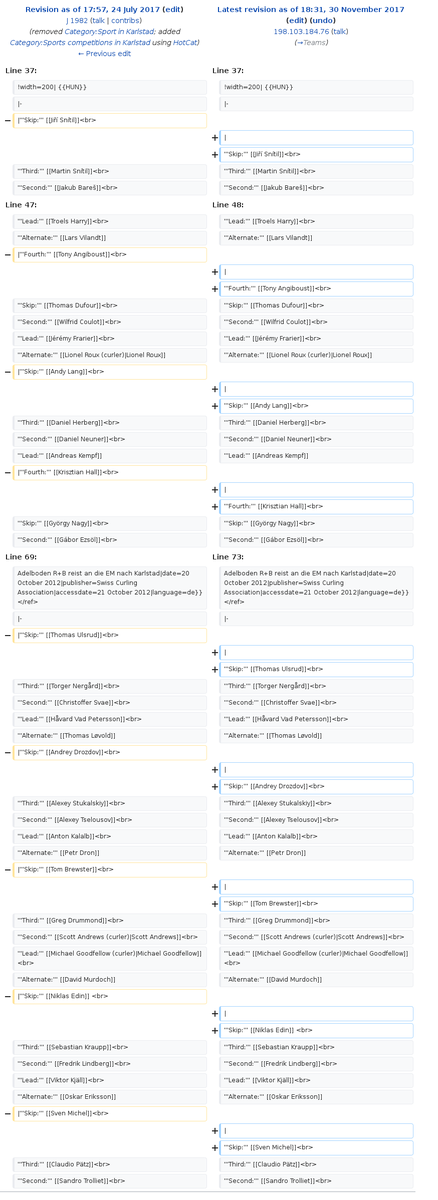 Revision as of 17:57, 24 July 2017 (edit)
J 1982 (talk | contribs)
(removed Category:Sport in Karlstad; added
Category:Sports competitions in Karlstad using HotCat)
← Previous edit
Latest revision as of 18:31, 30 November 2017
(edit) (undo)
198.103.184.76 (talk)
(→Teams)
Line 37:
Line 37:
!width=200| {{HUN}}
!width=200| {{HUN}}
|-
|-
− |'''Skip:''' [[Jiří Snítil]]<br>
+ |
+ '''Skip:''' [[Jiří Snítil]]<br>
'''Third:''' [[Martin Snítil]]<br>
'''Third:''' [[Martin Snítil]]<br>
'''Second:''' [[Jakub Bareš]]<br>
'''Second:''' [[Jakub Bareš]]<br>
Line 47:
Line 48:
'''Lead:''' [[Troels Harry]]<br>
'''Lead:''' [[Troels Harry]]<br>
'''Alternate:''' [[Lars Vilandt]]
'''Alternate:''' [[Lars Vilandt]]
− |'''Fourth:''' [[Tony Angiboust]]<br>
+ |
+ '''Fourth:''' [[Tony Angiboust]]<br>
'''Skip:''' [[Thomas Dufour]]<br>
'''Skip:''' [[Thomas Dufour]]<br>
'''Second:''' [[Wilfrid Coulot]]<br>
'''Second:''' [[Wilfrid Coulot]]<br>
'''Lead:''' [[Jérémy Frarier]]<br>
'''Lead:''' [[Jérémy Frarier]]<br>
'''Alternate:''' [[Lionel Roux (curler)|Lionel Roux]]
'''Alternate:''' [[Lionel Roux (curler)|Lionel Roux]]
− |'''Skip:''' [[Andy Lang]]<br>
+ |
+ '''Skip:''' [[Andy Lang]]<br>
'''Third:''' [[Daniel Herberg]]<br>
'''Third:''' [[Daniel Herberg]]<br>
'''Second:''' [[Daniel Neuner]]<br>
'''Second:''' [[Daniel Neuner]]<br>
'''Lead:''' [[Andreas Kempf]]<br>
'''Lead:''' [[Andreas Kempf]]<br>
− |'''Fourth:''' [[Krisztian Hall]]<br>
+ |
+ '''Fourth:''' [[Krisztian Hall]]<br>
'''Skip:''' [[György Nagy]]<br>
'''Skip:''' [[György Nagy]]<br>
'''Second:''' [[Gábor Ezsöl]]<br>
'''Second:''' [[Gábor Ezsöl]]<br>
Line 69:
Line 73:
Adelboden R+B reist an die EM nach Karlstad|date=20
October 2012|publisher=Swiss Curling
Association|accessdate=21 October 2012|language=de}}
</ref>
Adelboden R+B reist an die EM nach Karlstad|date=20
October 2012|publisher=Swiss Curling
Association|accessdate=21 October 2012|language=de}}
</ref>
|-
|-
− |'''Skip:''' [[Thomas Ulsrud]]<br>
+ |
+ '''Skip:''' [[Thomas Ulsrud]]<br>
'''Third:''' [[Torger Nergård]]<br>
'''Third:''' [[Torger Nergård]]<br>
'''Second:''' [[Christoffer Svae]]<br>
'''Second:''' [[Christoffer Svae]]<br>
'''Lead:''' [[Håvard Vad Petersson]]<br>
'''Lead:''' [[Håvard Vad Petersson]]<br>
'''Alternate:''' [[Thomas Løvold]]
'''Alternate:''' [[Thomas Løvold]]
− |'''Skip:''' [[Andrey Drozdov]]<br>
+ |
+ '''Skip:''' [[Andrey Drozdov]]<br>
'''Third:''' [[Alexey Stukalskiy]]<br>
'''Third:''' [[Alexey Stukalskiy]]<br>
'''Second:''' [[Alexey Tselousov]]<br>
'''Second:''' [[Alexey Tselousov]]<br>
'''Lead:''' [[Anton Kalalb]]<br>
'''Lead:''' [[Anton Kalalb]]<br>
'''Alternate:''' [[Petr Dron]]
'''Alternate:''' [[Petr Dron]]
− |'''Skip:''' [[Tom Brewster]]<br>
+ |
+ '''Skip:''' [[Tom Brewster]]<br>
'''Third:''' [[Greg Drummond]]<br>
'''Third:''' [[Greg Drummond]]<br>
'''Second:''' [[Scott Andrews (curler)|Scott Andrews]]<br>
'''Second:''' [[Scott Andrews (curler)|Scott Andrews]]<br>
'''Lead:''' [[Michael Goodfellow (curler)|Michael Goodfellow]]
<br>
'''Lead:''' [[Michael Goodfellow (curler)|Michael Goodfellow]]
<br>
'''Alternate:''' [[David Murdoch]]
'''Alternate:''' [[David Murdoch]]
− |'''Skip:''' [[Niklas Edin]] <br>
+ |
+ '''Skip:''' [[Niklas Edin]] <br>
'''Third:''' [[Sebastian Kraupp]]<br>
'''Third:''' [[Sebastian Kraupp]]<br>
'''Second:''' [[Fredrik Lindberg]]<br>
'''Second:''' [[Fredrik Lindberg]]<br>
'''Lead:''' [[Viktor Kjäll]]<br>
'''Lead:''' [[Viktor Kjäll]]<br>
'''Alternate:''' [[Oskar Eriksson]]
'''Alternate:''' [[Oskar Eriksson]]
− |'''Skip:''' [[Sven Michel]]<br>
+ |
+ '''Skip:''' [[Sven Michel]]<br>
'''Third:''' [[Claudio Pätz]]<br>
'''Third:''' [[Claudio Pätz]]<br>
'''Second:''' [[Sandro Trolliet]]<br>
'''Second:''' [[Sandro Trolliet]]<br>